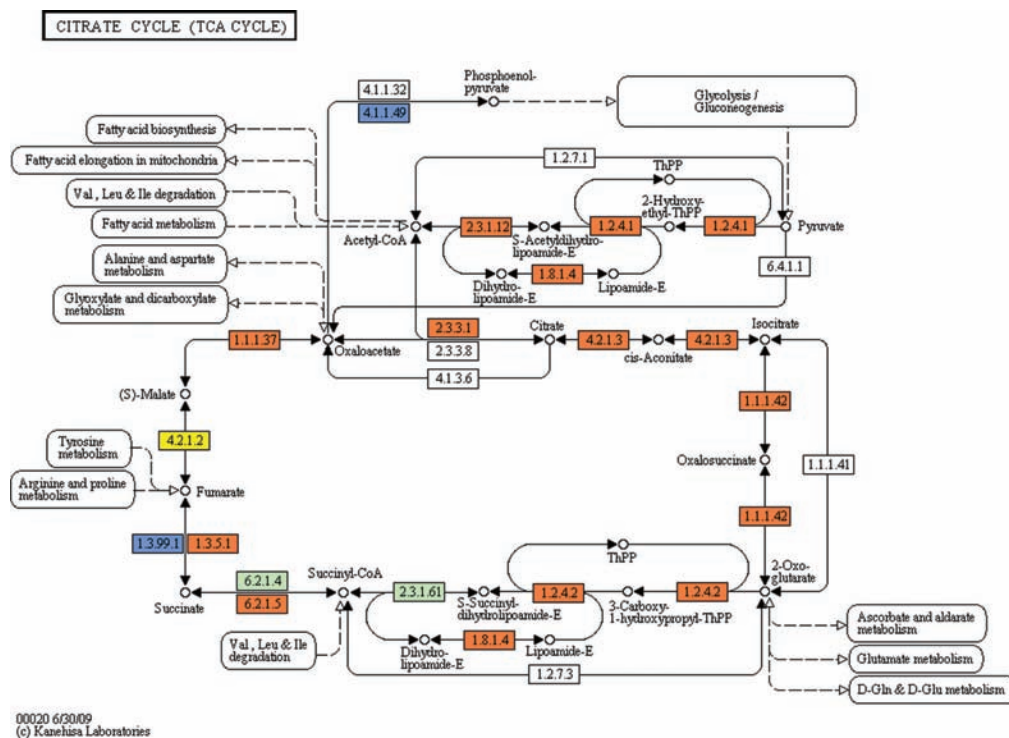 CITRATE CYCLE (TCA CYCLE)
4.1.1.32
4.1.1.49
Phosphoenol-
pyruvate
Glycolysis /
Gluconeogenesis
Fatty acid biosynthesis
Fatty acid elongation in mitochondria
Val , Leu & Ile degradation
Fatty acid metabolism
Alanine and aspartate
metabolism
Glyoxylate and dicarboxylate
metabolism
1.2.7.1
ThPP
2-Hydroxy-
ethyl-ThPP
Acetyl-CoA
2.3.1.12
S-Acetyldihydro-
lipoamide-E
1.2.4.1
1.2.4.1
Pyruvate
Dihydro-
lipoamide-E
1.8.1.4
Lipoamide-E
6.4.1.1
1.1.1.37
Oxaloacetate
2.3.3.1
2.3.3.8
4.1.3.6
Citrate
4.2.1.3
cis-Aconitate
4.2.1.3
Isocitrate
(S)-Malate
1.1.1.42
4.2.1.2
Tyrosine
metabolism
Arginine and proline
metabolism
Fumarate
Oxalosuccinate
1.1.1.41
1.1.1.42
1.3.99.1
1.3.5.1
ThPP
6.2.1.4
6.2.1.5
Succinate
Succinyl-CoA
2.3.1.61
S-Succinyl-
dihydrolipoamide-E
1.2.4.2
3-Carboxy-
1-hydroxypropyl-ThPP
1.2.4.2
2-Oxo-
glutarate
Val , Leu & Ile
degradation
Dihydro-
lipoamide-E
1.8.1.4
Lipoamide-E
1.2.7.3
Ascorbate and aldarate
metabolism
Glutamate metabolism
D-Gln & D-Glu metabolism
00020 6/30/09
(c) Kanehisa Laboratories